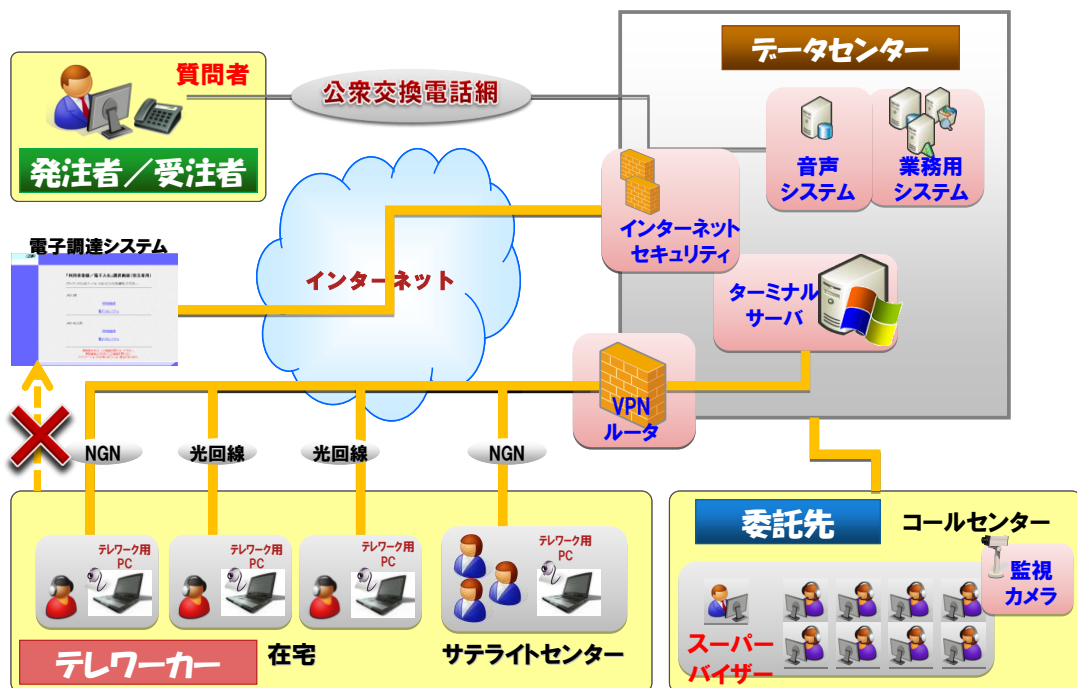 データセンター
質問者
公衆交換電話網
発注者／受注者
音声
システム
業務用
システム
インターネット
セキュリティ
電子調達システム
インターネット
ターミナル
サーバ
VPN
ルータ
NGN
光回線
光回線
NGN
委託先
コールセンター
テレワーク用
PC
テレワーク用
PC
テレワーク用
PC
テレワーク用
PC
監視
カメラ
テレワーカー
在宅
サテライトセンター
スーパー
バイザー